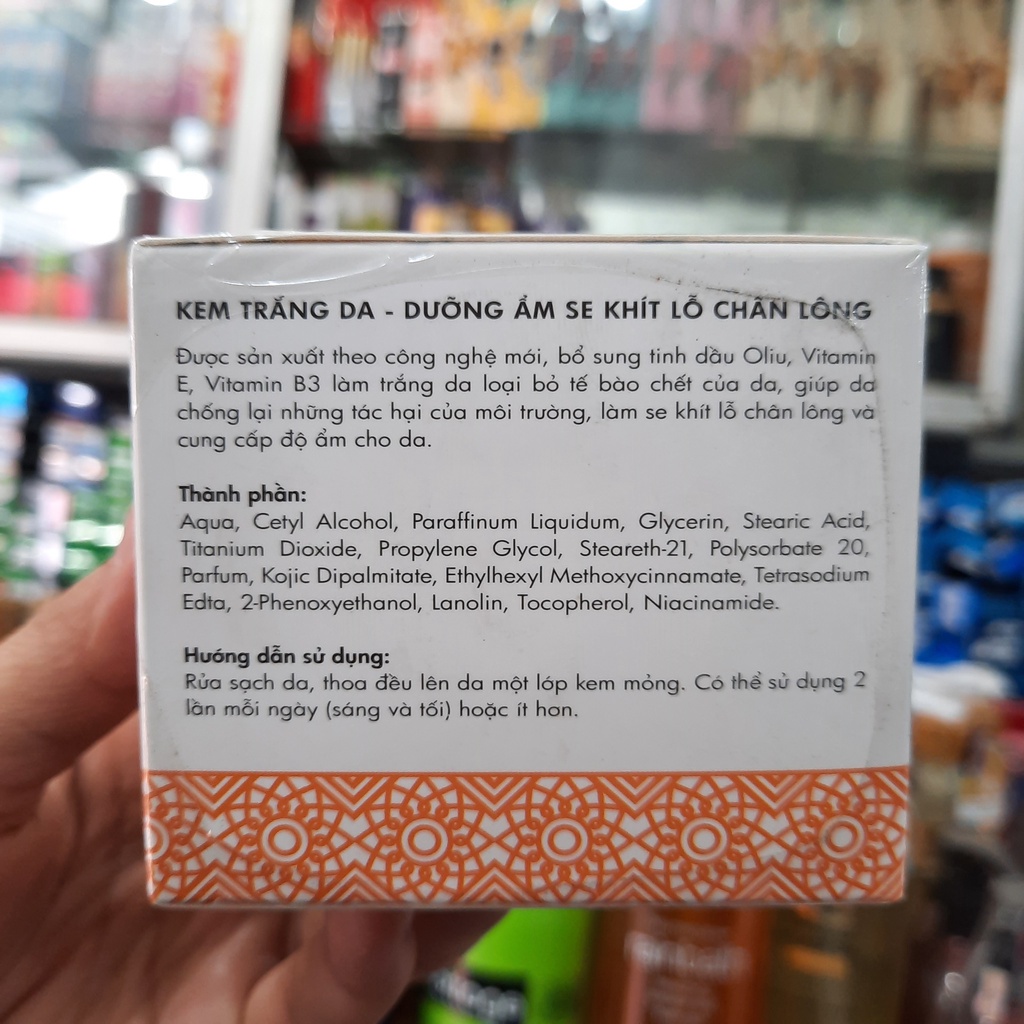 KEM TRẮNG DA - DƯỠNG ẨM SE KHÍT LỖ CHÂN LÔNG
Được sản xuất theo công nghệ mới, bổ sung tinh dầu Oliu, Vitamin
E, Vitamin B3 làm trắng da loại bỏ tế bào chết của da, giúp da
chống lại những tác hại của môi trường, làm se khít lỗ chân lông và
cung cấp độ ẩm cho da.
Thành phần:
Aqua, Cetyl Alcohol, Paraffinum Liquidum, Glycerin, Stearic Acid,
Titanium Dioxide, Propylene Glycol, Steareth-21, Polysorbate 20,
Parfum, Kojic Dipalmitate, Ethylhexyl Methoxycinnamate, Tetrasodium
Edta, 2-Phenoxyethanol, Lanolin, Tocopherol, Niacinamide.
Hướng dẫn sử dụng:
Rửa sạch da, thoa đều lên da một lớp kem mỏng. Có thể sử dụng 2
lần mỗi ngày (sáng và tối) hoặc ít hơn.